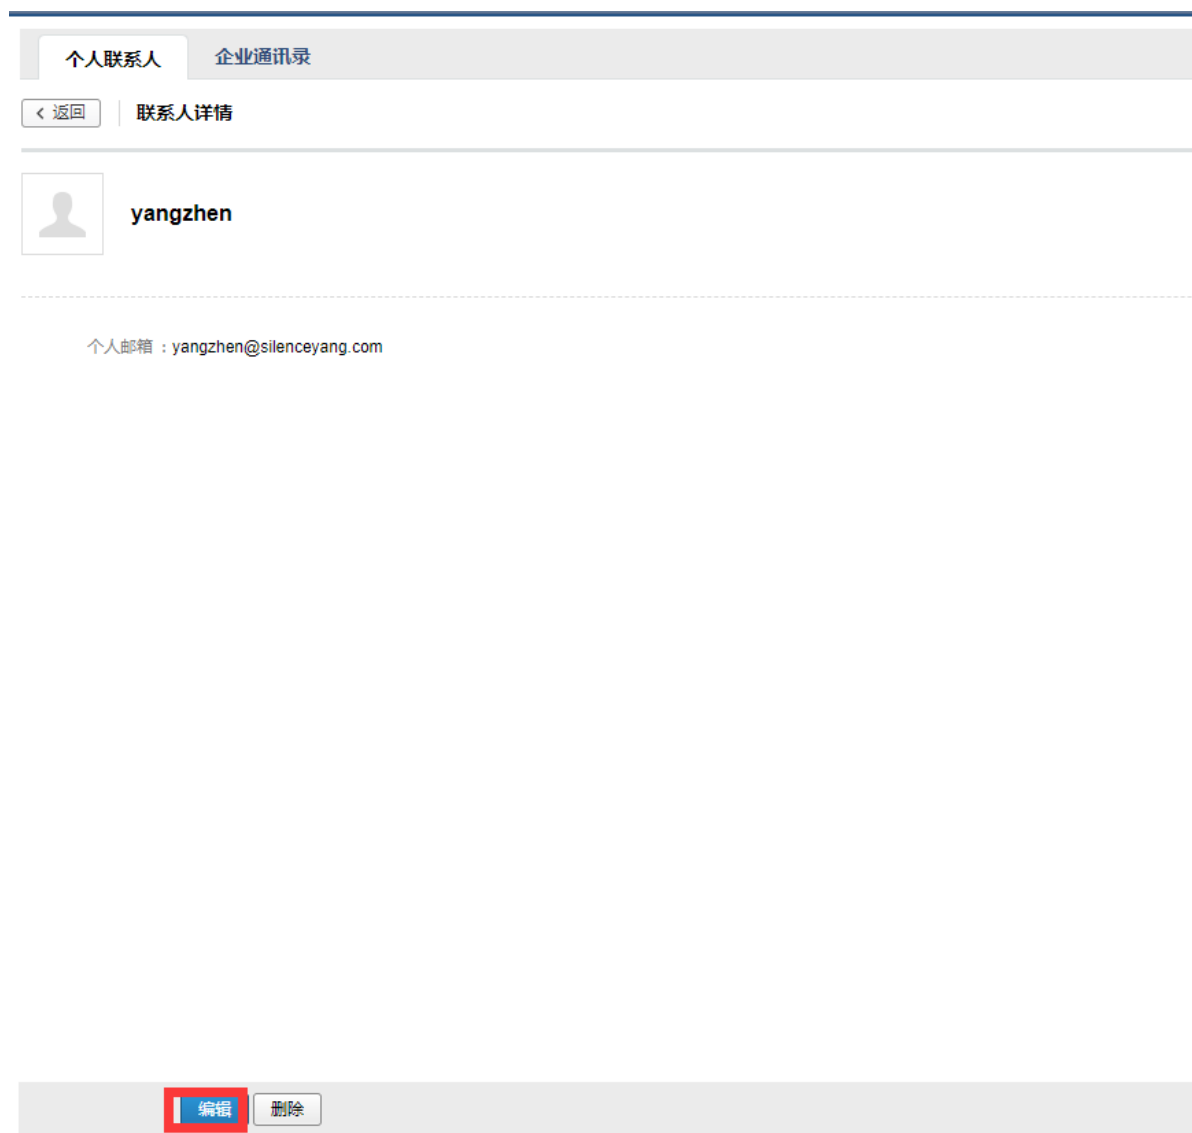 个人联系人 企业通讯录
< 返回 联系人详情
yangzhen
个人邮箱 : yangzhen@silenceyang.com
编辑 删除